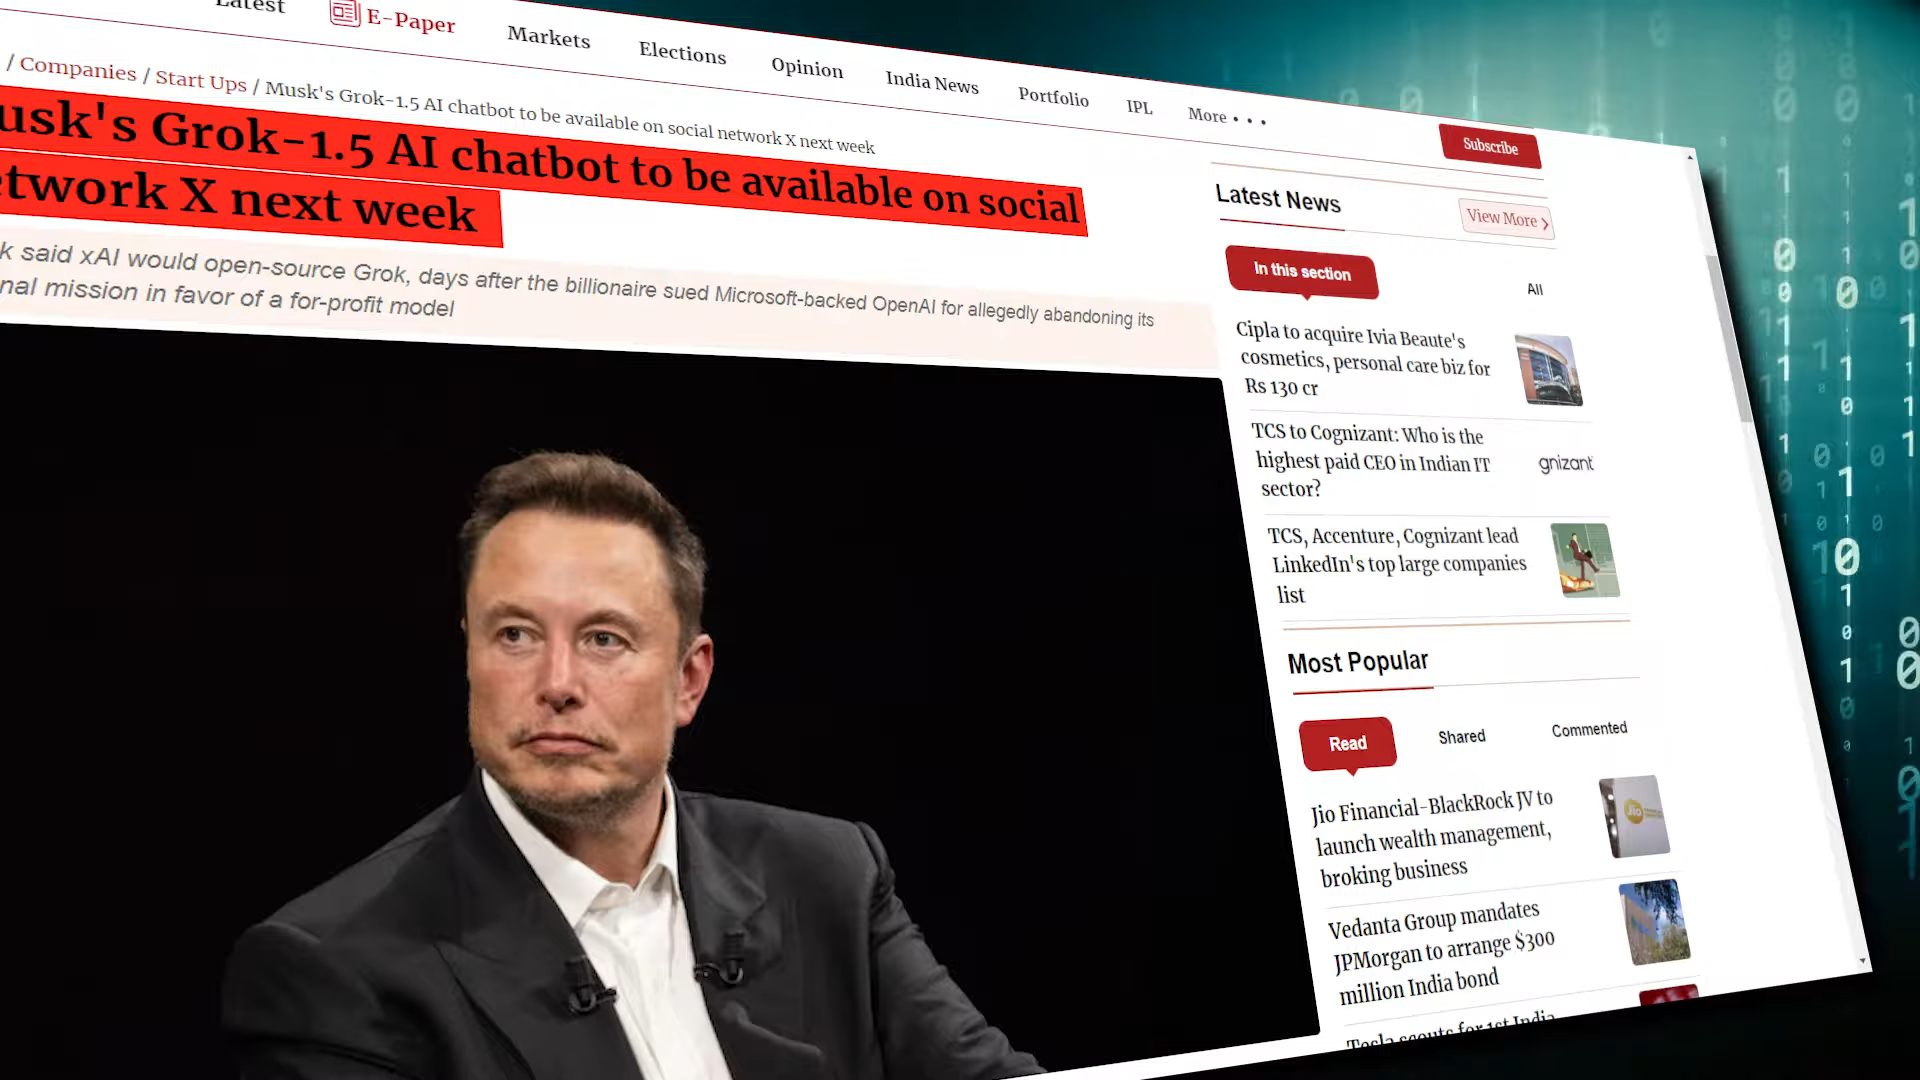 Latest
E-Paper
Markets
Elections
Opinion
India News
Portfolio
IPL
More • • •
Subscribe
/ Companies / Start Ups / Musk's Grok-1.5 AI chatbot to be available on social network X next week
usk's Grok-1.5 AI chatbot to be available on social
etwork X next week
k said xAI would open-source Grok, days after the billionaire sued Microsoft-backed OpenAI for allegedly abandoning its
nal mission in favor of a for-profit model
Latest News
View More
In this section
All
Cipla to acquire Ivia Beaute's
cosmetics, personal care biz for
Rs 130 cr
TCS to Cognizant: Who is the
highest paid CEO in Indian IT
sector?
gnizant
TCS, Accenture, Cognizant lead
LinkedIn's top large companies
list
Most Popular
Read
Shared
Commented
Jio Financial-BlackRock JV to
launch wealth management,
broking business
Jio
Vedanta Group mandates
JPMorgan to arrange $300
million India bond
Tesla scouts for 1st India